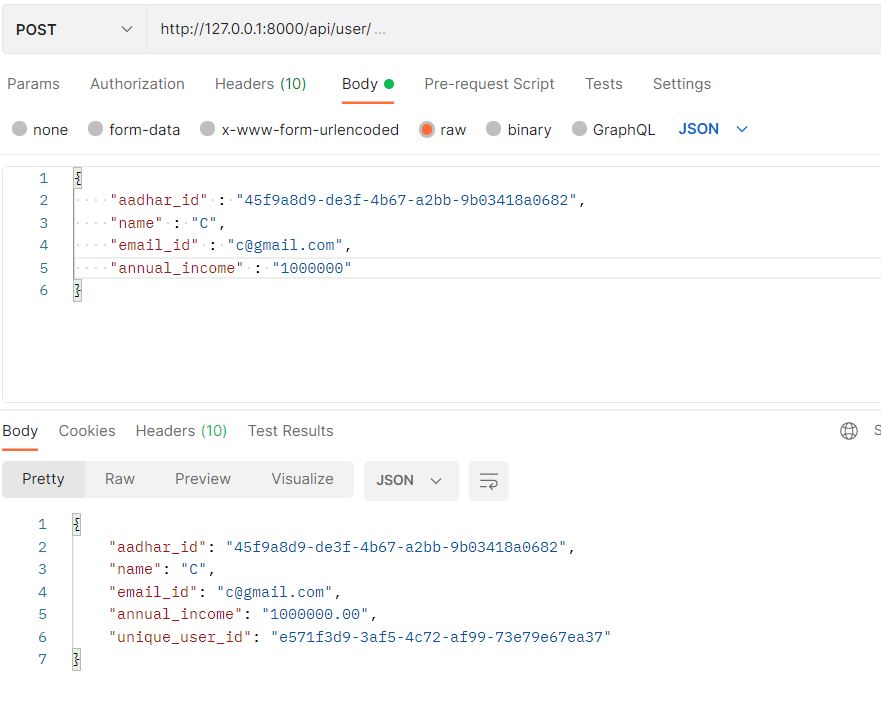 POST http://127.0.0.1:8000/api/user/ ...
Params Authorization Headers (10) Body Pre-request Script Tests Settings
none form-data x-www-form-urlencoded raw binary GraphQL JSON
1 {
2 "aadhar_id" : "45f9a8d9-de3f-4b67-a2bb-9b03418a0682",
3 "name" : "C",
4 "email_id" : "c@gmail.com",
5 "annual_income" : "1000000"
6 }
Body Cookies Headers (10) Test Results S
Pretty Raw Preview Visualize JSON
1 {
2 "aadhar_id": "45f9a8d9-de3f-4b67-a2bb-9b03418a0682",
3 "name": "C",
4 "email_id": "c@gmail.com",
5 "annual_income": "1000000.00",
6 "unique_user_id": "e571f3d9-3af5-4c72-af99-73e79e67ea37"
7 }